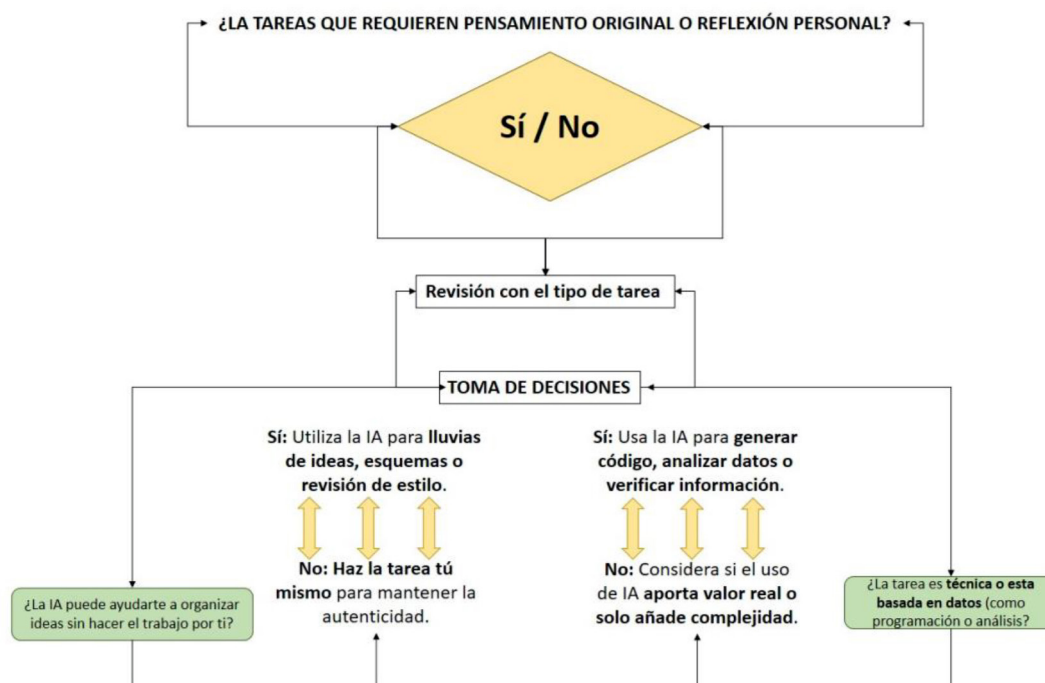 ¿LA TAREAS QUE REQUIEREN PENSAMIENTO ORIGINAL O REFLEXIÓN PERSONAL?
Sí / No
Revisión con el tipo de tarea
TOMA DE DECISIONES
Sí: Utiliza la IA para lluvias
de ideas, esquemas o
revisión de estilo.
Sí: Usa la IA para generar
código, analizar datos o
verificar información.
No: Haz la tarea tú
mismo para mantener la
autenticidad.
No: Considera si el uso
de IA aporta valor real o
solo añade complejidad.
¿La IA puede ayudarte a organizar
ideas sin hacer el trabajo por ti?
¿La tarea es técnica o esta
basada en datos (como
programación o análisis?